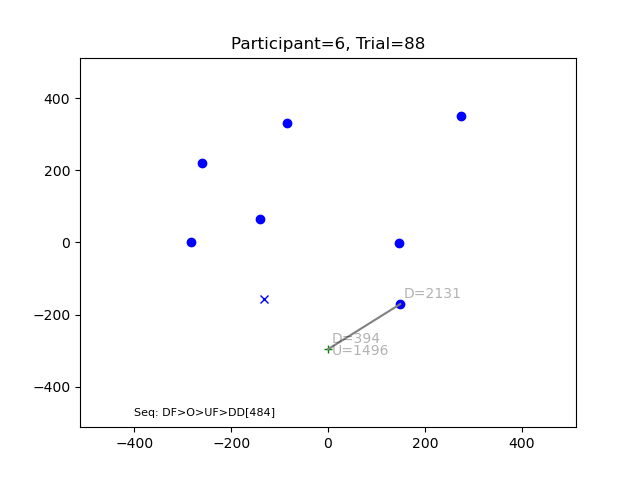 Participant=6, Trial=88
400
200
0
−200
−400
D=2131
D=394
U=1496
Seq: DF>O>UF>DD[484]
−400 −200 0 200 400